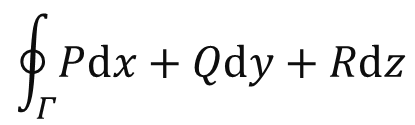 ∮_Γ Pdx + Qdy + Rdz